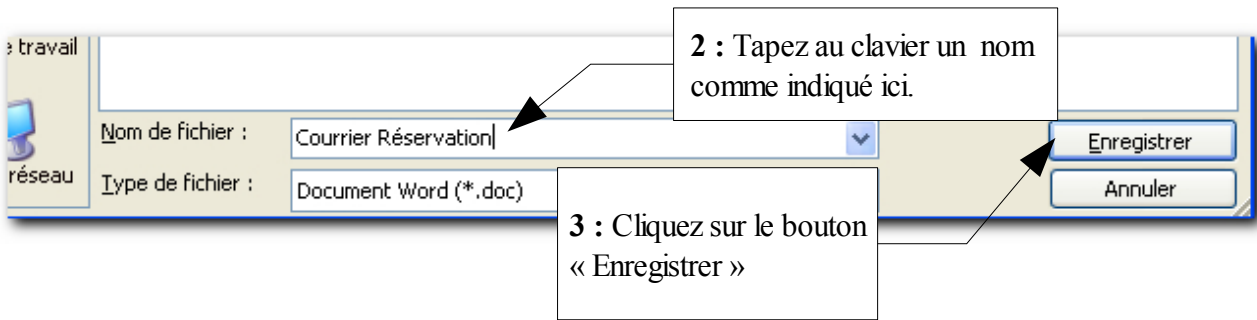 2 : Tapez au clavier un nom
comme indiqué ici.
e travail
Nom de fichier :
Courrier Réservation
Enregistrer
réseau
Type de fichier :
Document Word (*.doc)
Annuler
3 : Cliquez sur le bouton
« Enregistrer »